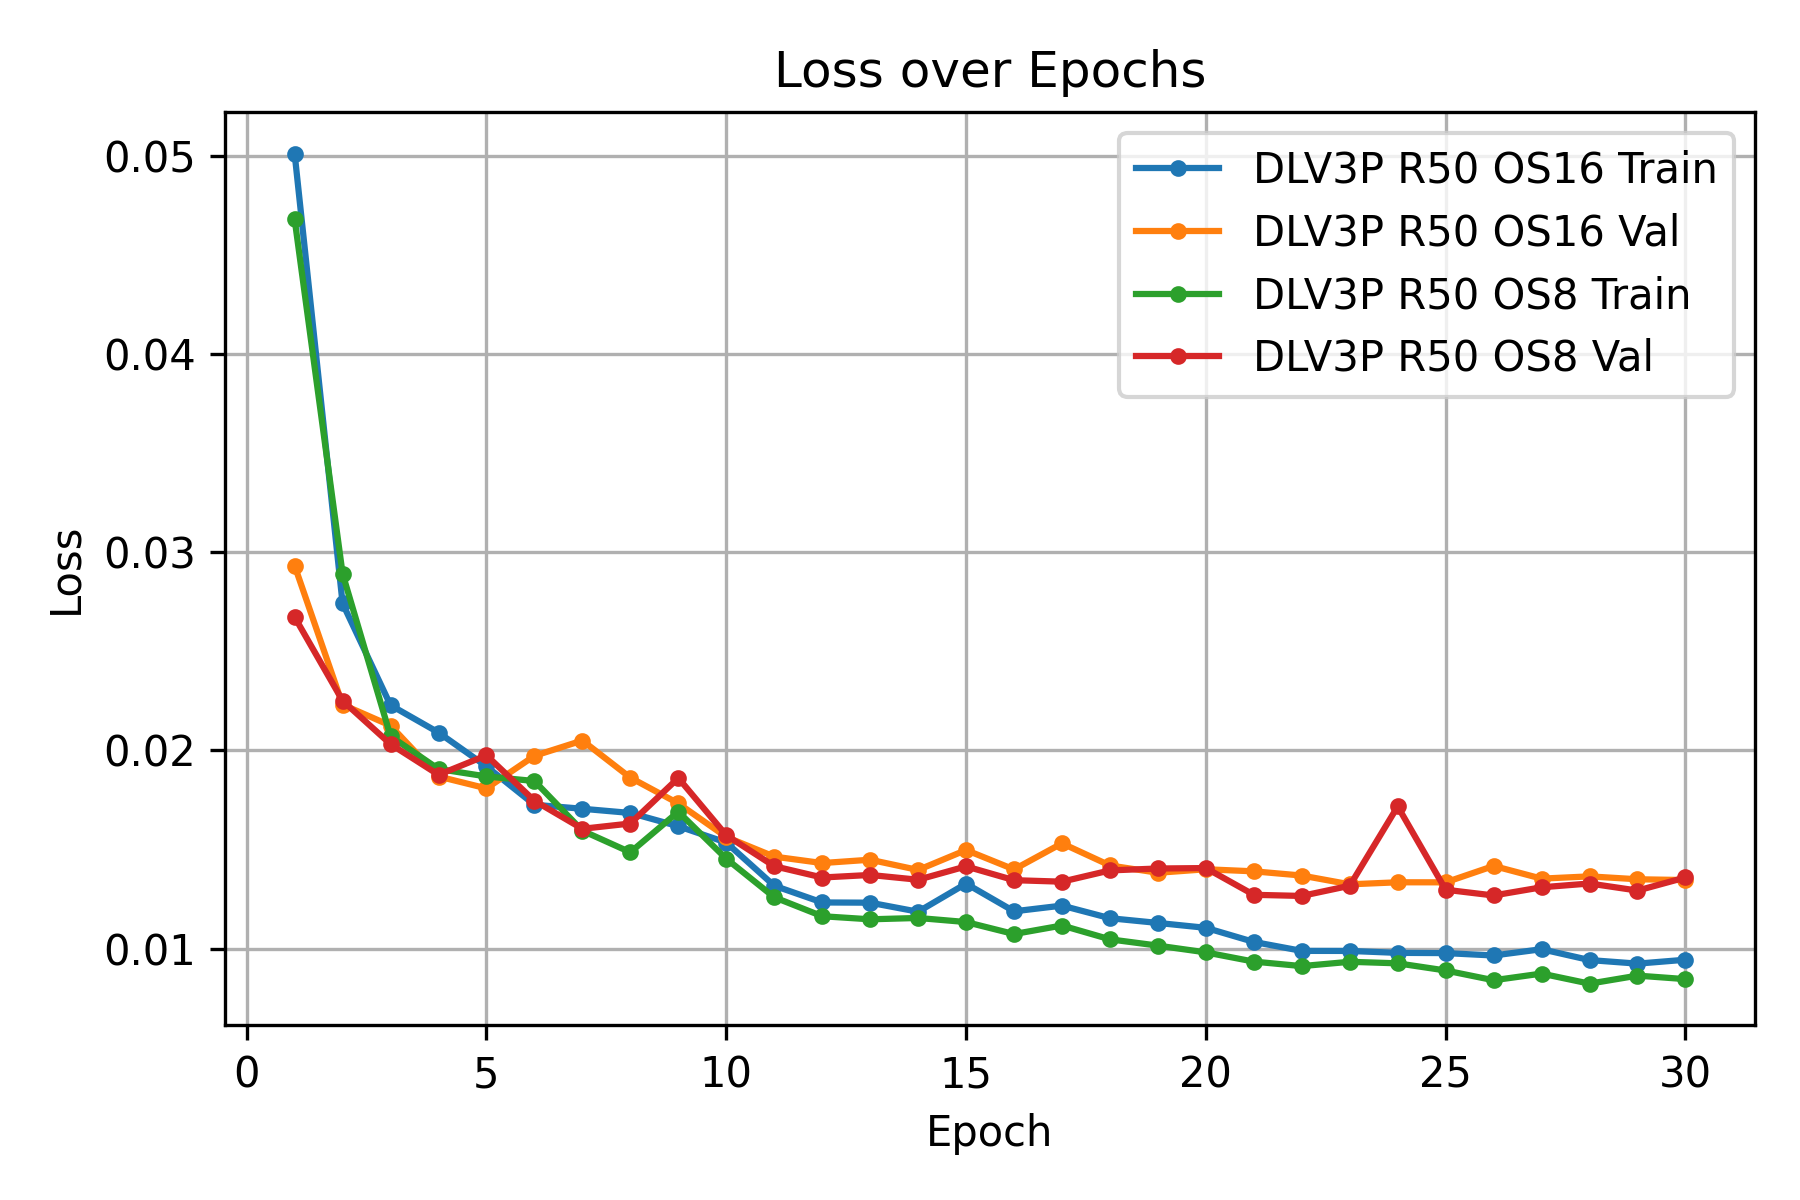 Loss over Epochs
0.05
0.04
0.03
0.02
0.01
Loss
DLV3P R50 OS16 Train
DLV3P R50 OS16 Val
DLV3P R50 OS8 Train
DLV3P R50 OS8 Val
0 5 10 15 20 25 30
Epoch